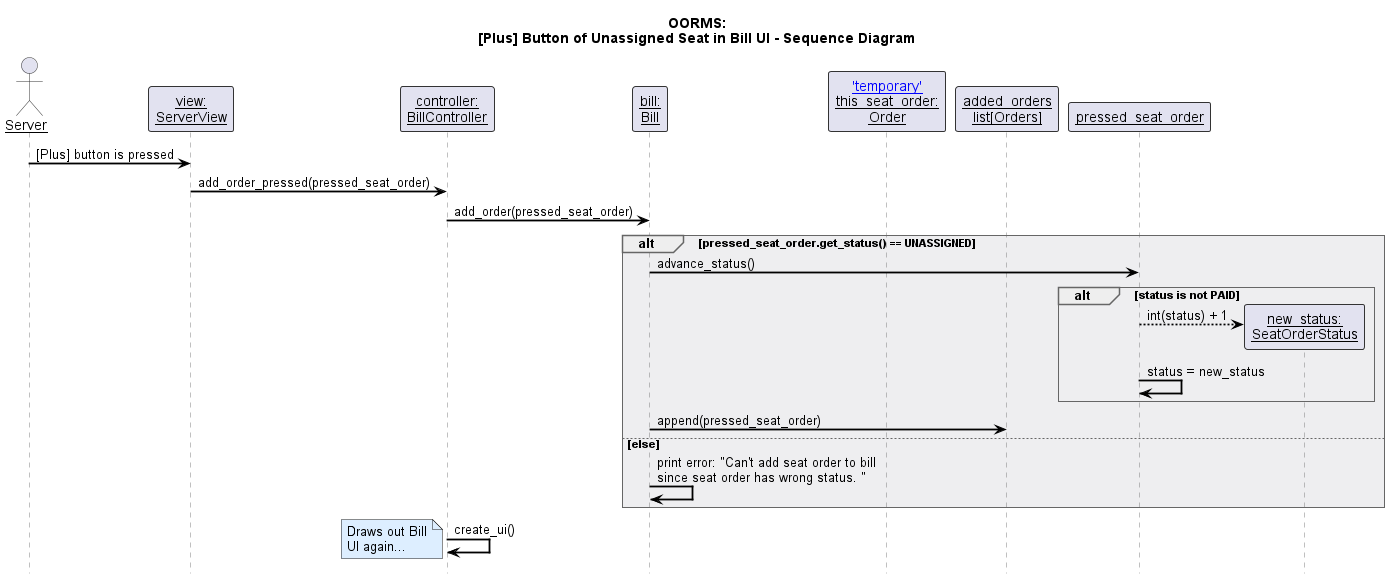 OORMS:
[Plus] Button of Unassigned Seat in Bill UI - Sequence Diagram
Server
view:
ServerView
controller:
BillController
bill:
Bill
'temporary'
this_seat_order:
Order
added_orders
list[Orders]
pressed_seat_order
[Plus] button is pressed
add_order_pressed(pressed_seat_order)
add_order(pressed_seat_order)
alt [pressed_seat_order.get_status() == UNASSIGNED]
advance_status()
alt [status is not PAID]
int(status) + 1
new_status:
SeatOrderStatus
status = new_status
append(pressed_seat_order)
[else]
print error: "Can't add seat order to bill
since seat order has wrong status. "
Draws out Bill
UI again...
create_ui()